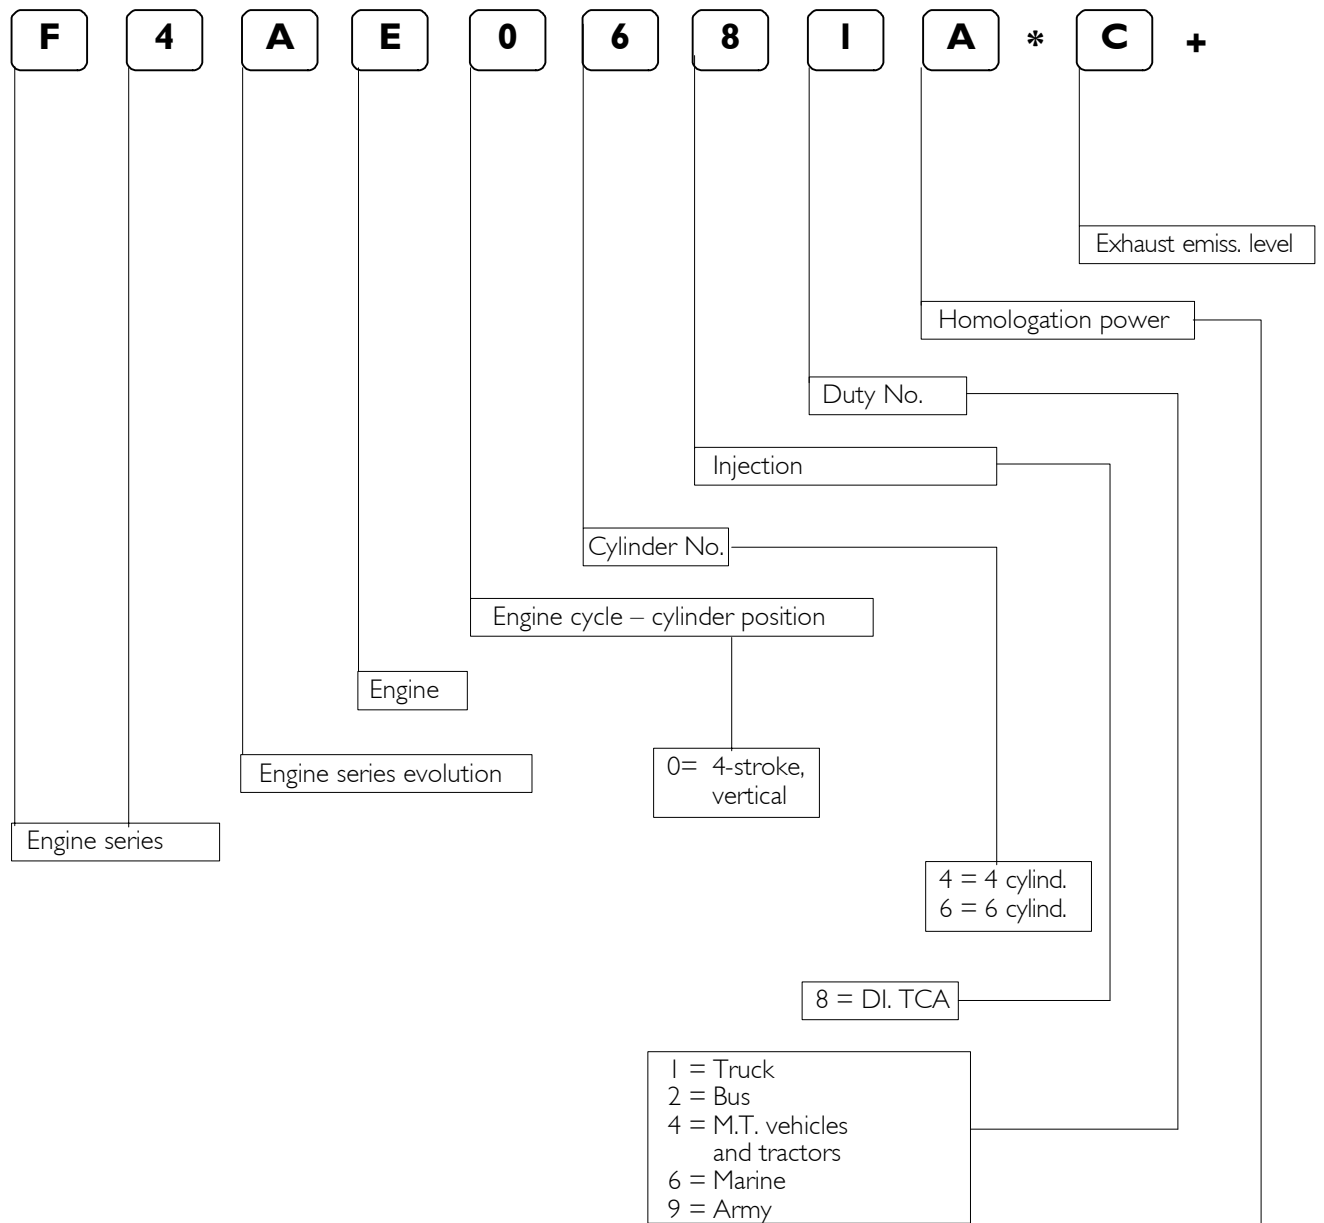 F 4 A E 0 6 8 1 A * C +
Exhaust emiss. level
Homologation power
Duty No.
Injection
Cylinder No.
Engine cycle – cylinder position
Engine
0= 4-stroke,
vertical
Engine series evolution
Engine series
4 = 4 cylind.
6 = 6 cylind.
8 = DI. TCA
1 = Truck
2 = Bus
4 = M.T. vehicles
and tractors
6 = Marine
9 = Army